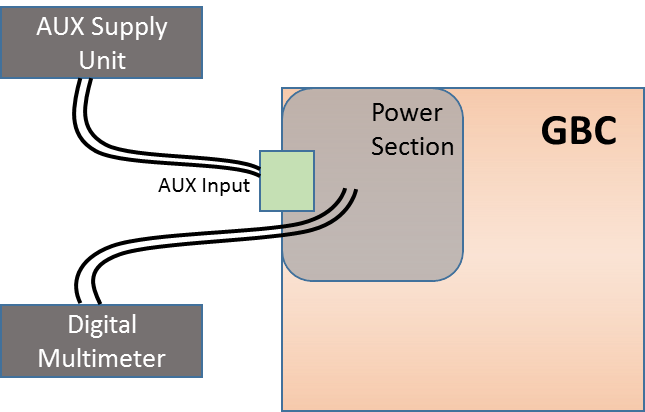 AUX Supply
Unit
Power
Section
GBC
AUX Input
Digital
Multimeter